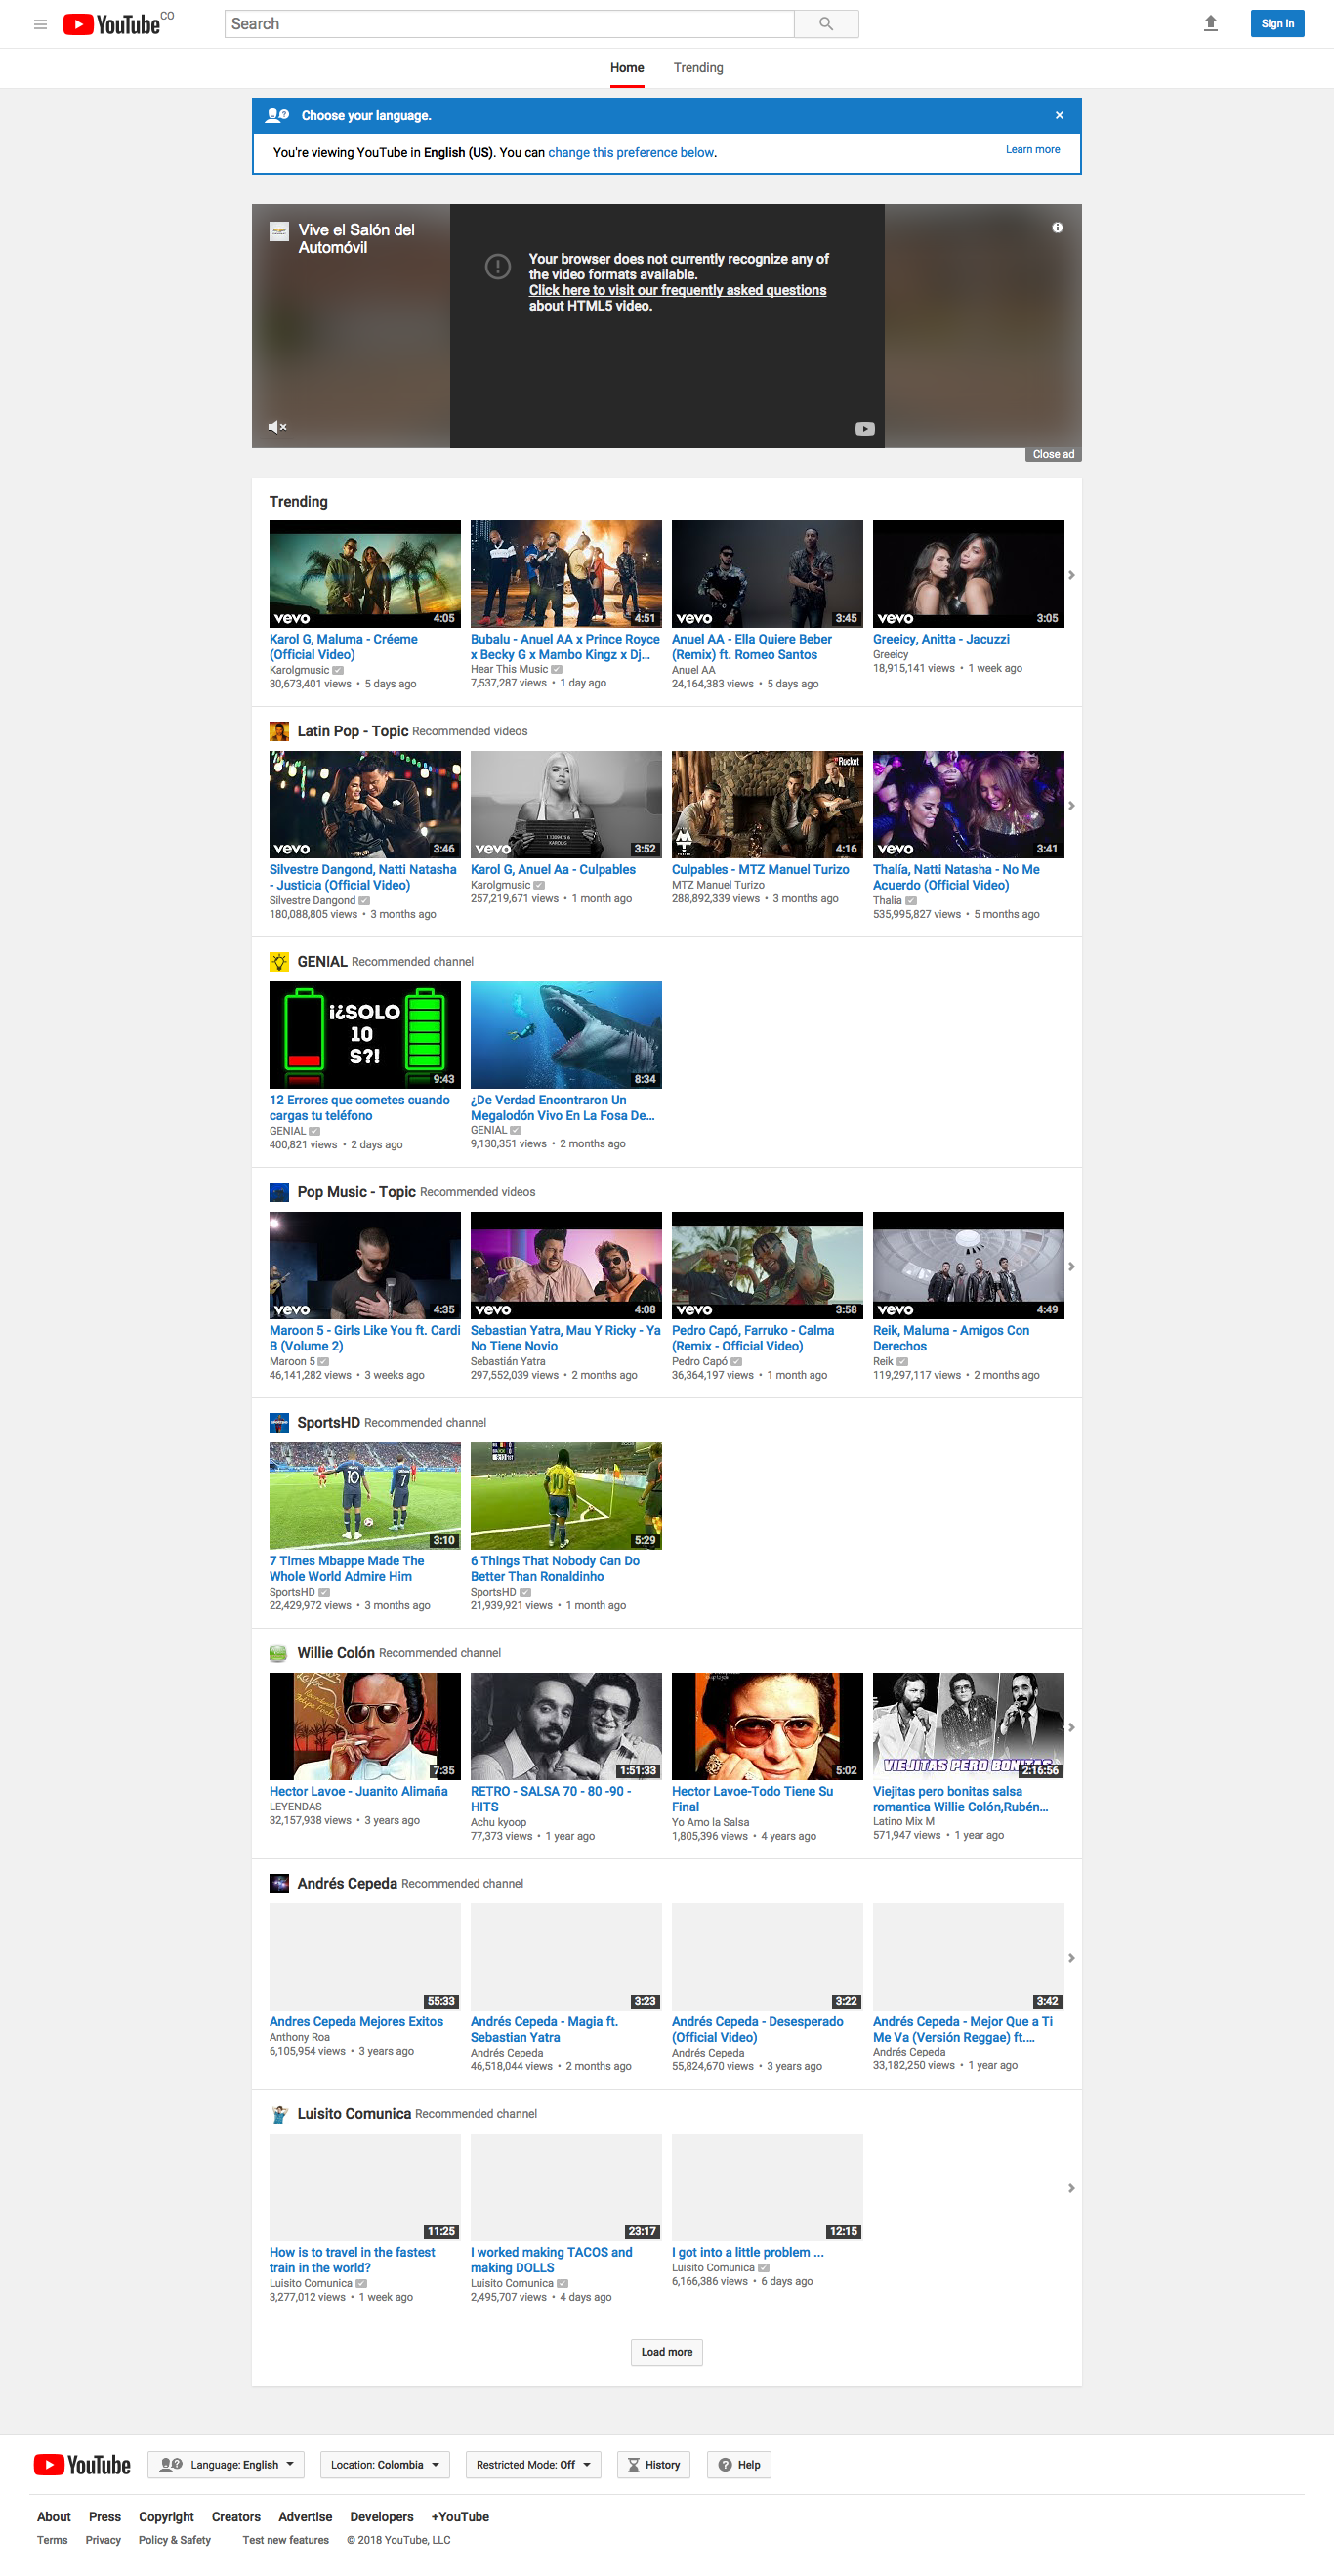 YouTube CO
Search
Sign in
Home Trending
Choose your language. ×
You're viewing YouTube in English (US). You can change this preference below.
Learn more
Vive el Salón del
Automóvil
Your browser does not currently recognize any of
the video formats available.
Click here to visit our frequently asked questions
about HTML5 video.
Close ad
Trending
vevo 4:05
Karol G, Maluma - Créeme
(Official Video)
Karolgmusic
30,673,401 views • 5 days ago
4:51
Bubalu - Anuel AA x Prince Royce
x Becky G x Mambo Kingz x Dj...
Hear This Music
7,537,287 views • 1 day ago
vevo 3:45
Anuel AA - Ella Quiere Beber
(Remix) ft. Romeo Santos
Anuel AA
24,164,383 views • 5 days ago
vevo 3:05
Greeicy, Anitta - Jacuzzi
Greeicy
18,915,141 views • 1 week ago
Latin Pop - Topic Recommended videos
vevo 3:46
Silvestre Dangond, Natti Natasha
- Justicia (Official Video)
Silvestre Dangond
180,088,805 views • 3 months ago
KAROL G
vevo 3:52
Karol G, Anuel Aa - Culpables
Karolgmusic
257,219,671 views • 1 month ago
Rocket
4:16
Culpables - MTZ Manuel Turizo
MTZ Manuel Turizo
288,892,339 views • 3 months ago
vevo 3:41
Thalía, Natti Natasha - No Me
Acuerdo (Official Video)
Thalia
535,995,827 views • 5 months ago
GENIAL Recommended channel
¡¿SOLO
10
S?!
9:43
12 Errores que cometes cuando
cargas tu teléfono
GENIAL
400,821 views • 2 days ago
8:34
¿De Verdad Encontraron Un
Megalodón Vivo En La Fosa De...
GENIAL
9,130,351 views • 2 months ago
Pop Music - Topic Recommended videos
vevo 4:35
Maroon 5 - Girls Like You ft. Cardi
B (Volume 2)
Maroon 5
46,141,282 views • 3 weeks ago
vevo 4:08
Sebastian Yatra, Mau Y Ricky - Ya
No Tiene Novio
Sebastián Yatra
297,552,039 views • 2 months ago
vevo 3:58
Pedro Capó, Farruko - Calma
(Remix - Official Video)
Pedro Capó
36,364,197 views • 1 month ago
vevo 4:49
Reik, Maluma - Amigos Con
Derechos
Reik
119,297,117 views • 2 months ago
SportsHD Recommended channel
10 7
3:10
7 Times Mbappe Made The
Whole World Admire Him
SportsHD
22,429,972 views • 3 months ago
10
5:29
6 Things That Nobody Can Do
Better Than Ronaldinho
SportsHD
21,939,921 views • 1 month ago
Willie Colón Recommended channel
7:35
Hector Lavoe - Juanito Alimaña
LEYENDAS
32,157,938 views • 3 years ago
1:51:33
RETRO - SALSA 70 - 80 -90 -
HITS
Achu kyoop
77,373 views • 1 year ago
5:02
Hector Lavoe-Todo Tiene Su
Final
Yo Amo la Salsa
1,805,396 views • 4 years ago
VIEJITAS PERO BONITAS
2:16:56
Viejitas pero bonitas salsa
romantica Willie Colón,Rubén...
Latino Mix M
571,947 views • 1 year ago
Andrés Cepeda Recommended channel
55:33
Andres Cepeda Mejores Exitos
Anthony Roa
6,105,954 views • 3 years ago
3:23
Andrés Cepeda - Magia ft.
Sebastian Yatra
Andrés Cepeda
46,518,044 views • 2 months ago
3:22
Andrés Cepeda - Desesperado
(Official Video)
Andrés Cepeda
55,824,670 views • 3 years ago
3:42
Andrés Cepeda - Mejor Que a Ti
Me Va (Versión Reggae) ft....
Andrés Cepeda
33,182,250 views • 1 year ago
Luisito Comunica Recommended channel
11:25
How is to travel in the fastest
train in the world?
Luisito Comunica
3,277,012 views • 1 week ago
23:17
I worked making TACOS and
making DOLLS
Luisito Comunica
2,495,707 views • 4 days ago
12:15
I got into a little problem ...
Luisito Comunica
6,166,386 views • 6 days ago
Load more
YouTube Language: English Location: Colombia Restricted Mode: Off History Help
About Press Copyright Creators Advertise Developers +YouTube
Terms Privacy Policy & Safety Test new features © 2018 YouTube, LLC